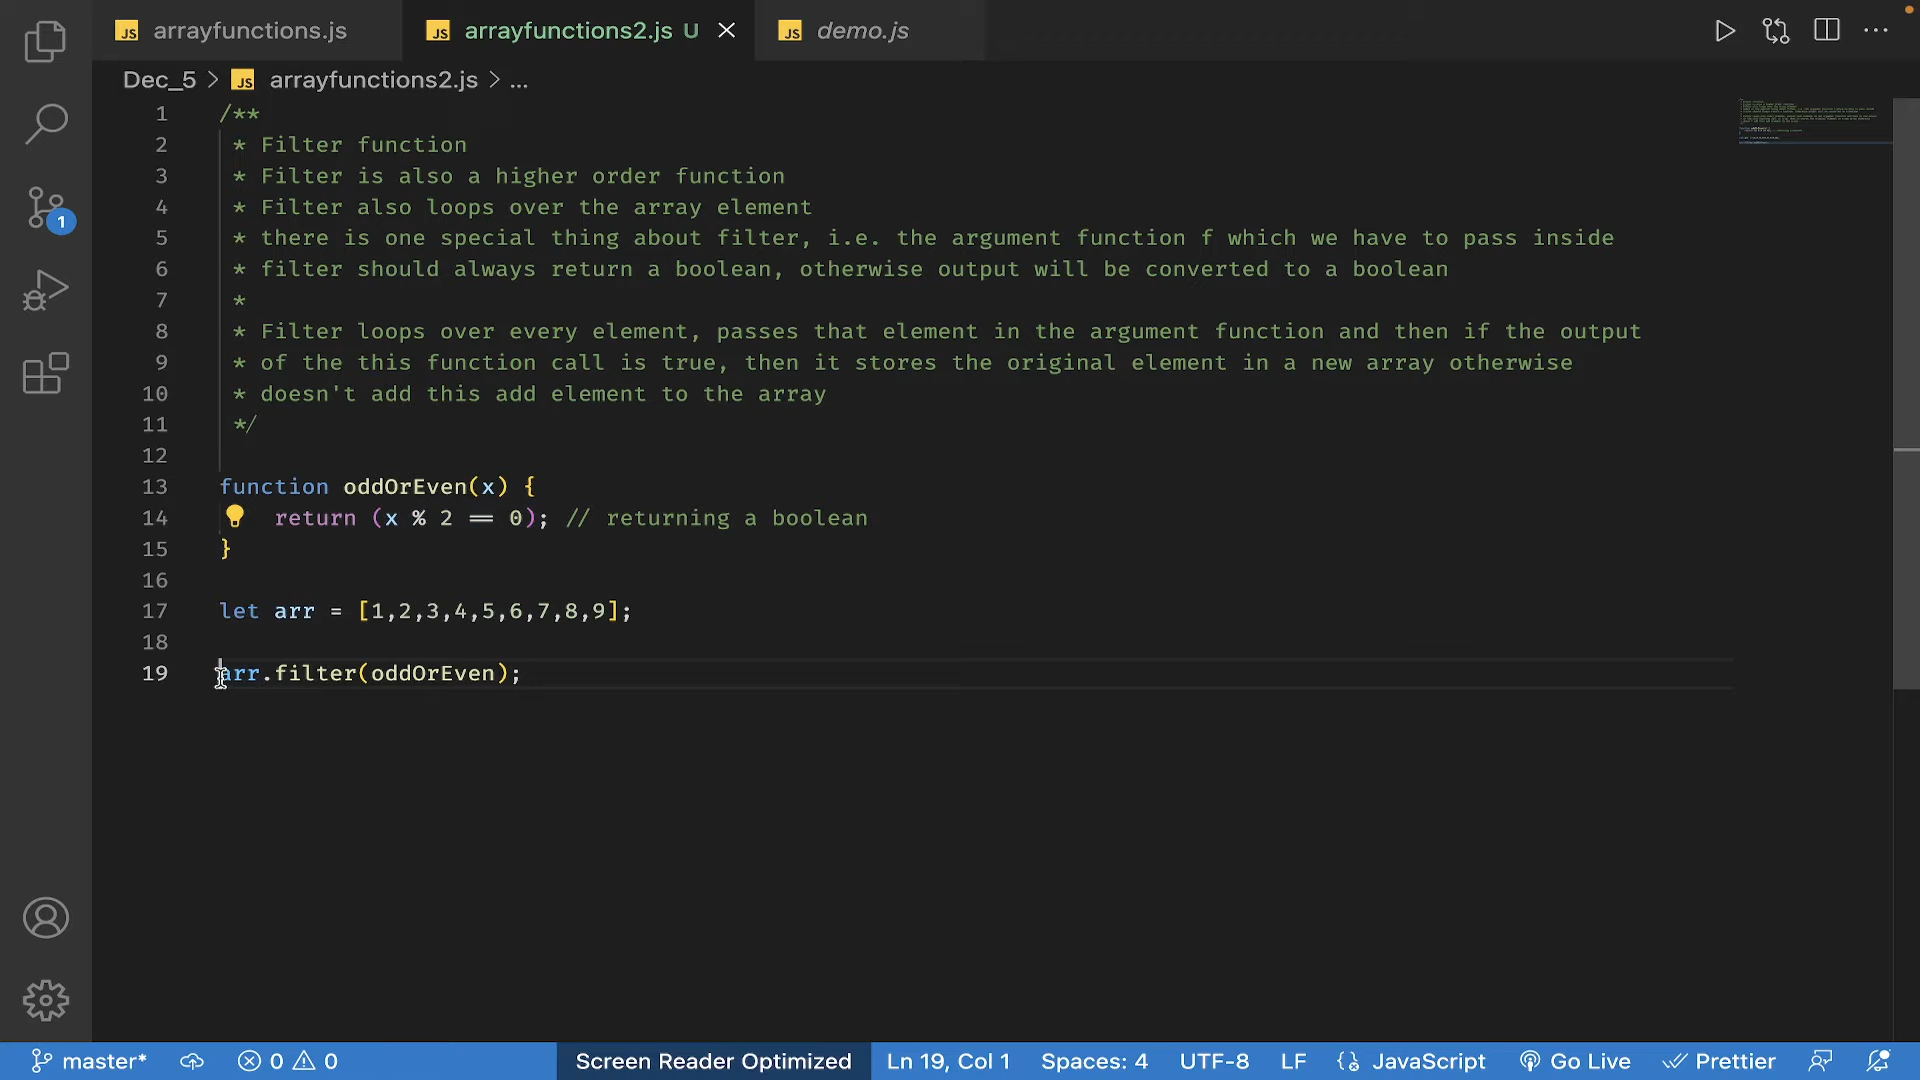 JS arrayfunctions.js
JS arrayfunctions2.js U
JS demo.js
Dec_5 > JS arrayfunctions2.js > ...
1 /**
2 * Filter function
3 * Filter is also a higher order function
4 * Filter also loops over the array element
5 * there is one special thing about filter, i.e. the argument function f which we have to pass inside
6 * filter should always return a boolean, otherwise output will be converted to a boolean
7 *
8 * Filter loops over every element, passes that element in the argument function and then if the output
9 * of the this function call is true, then it stores the original element in a new array otherwise
10 * doesn't add this add element to the array
11 */
12
13 function oddOrEven(x) {
14 return (x % 2 == 0); // returning a boolean
15 }
16
17 let arr = [1,2,3,4,5,6,7,8,9];
18
19 arr.filter(oddOrEven);
1
master* 0 0 Screen Reader Optimized Ln 19, Col 1 Spaces: 4 UTF-8 LF JavaScript Go Live Prettier